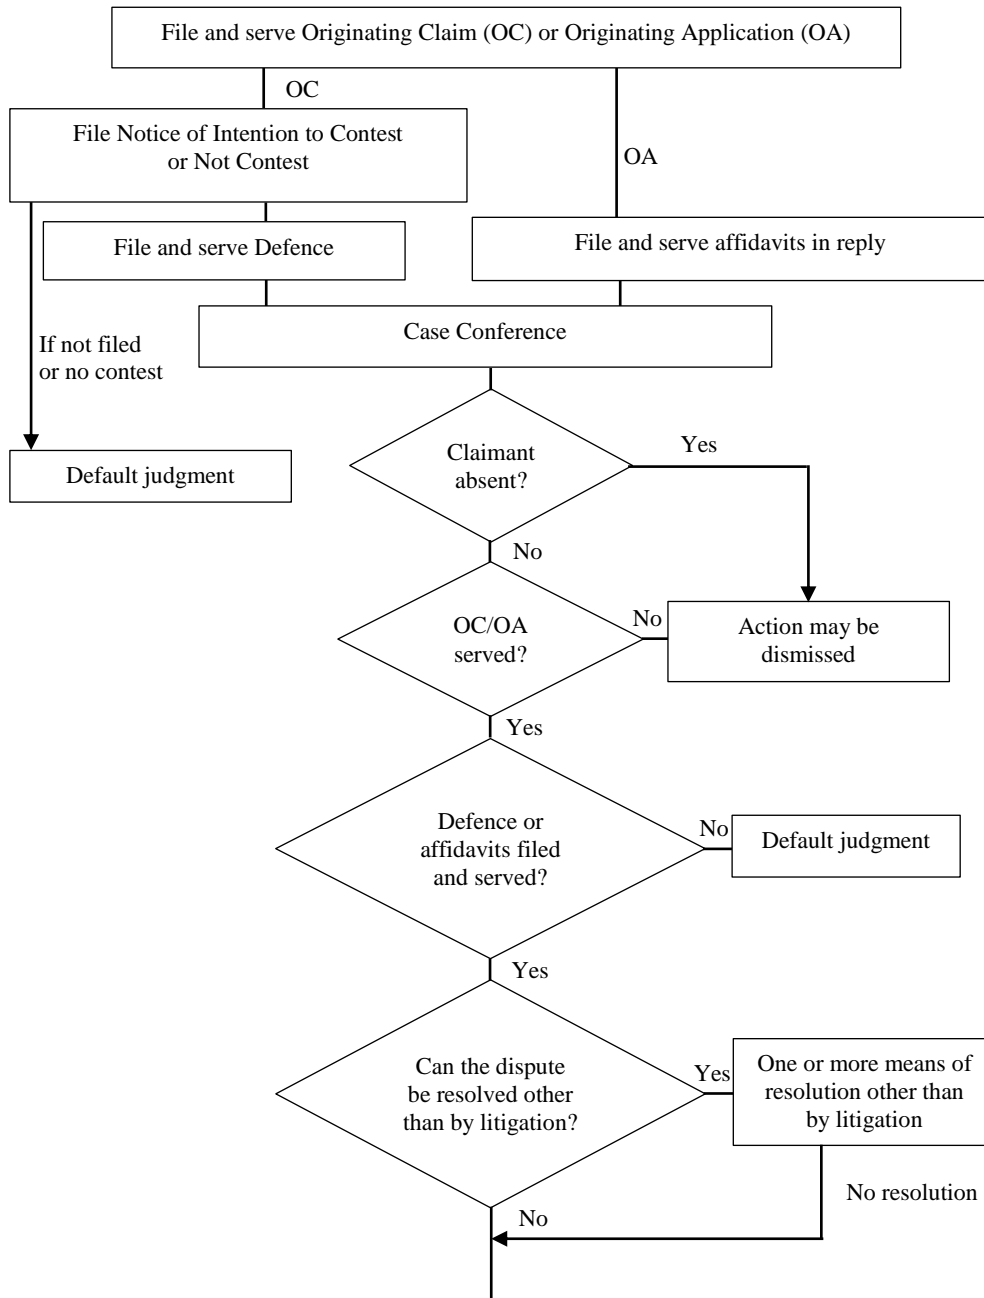 File and serve Originating Claim (OC) or Originating Application (OA)
OC
File Notice of Intention to Contest
or Not Contest
OA
File and serve Defence
File and serve affidavits in reply
Case Conference
If not filed
or no contest
Default judgment
Claimant
absent?
Yes
No
OC/OA
served?
No
Action may be
dismissed
Yes
Defence or
affidavits filed
and served?
No
Default judgment
Yes
Can the dispute
be resolved other
than by litigation?
Yes
One or more means of
resolution other than
by litigation
No resolution
No